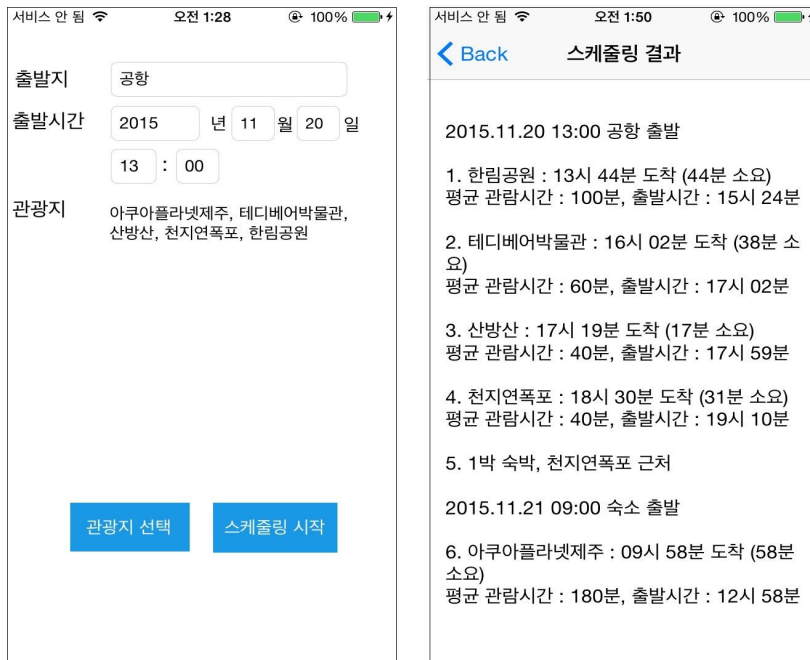 서비스 안 됨 오전 1:28 100%
출발지 공항
출발시간 2015 년 11 월 20 일
13 : 00
관광지 아쿠아플라넷제주, 테디베어박물관,
산방산, 천지연폭포, 한림공원
관광지 선택 스케줄링 시작
서비스 안 됨 오전 1:50 100%
Back 스케줄링 결과
2015.11.20 13:00 공항 출발
1. 한림공원 : 13시 44분 도착 (44분 소요)
평균 관람시간 : 100분, 출발시간 : 15시 24분
2. 테디베어박물관 : 16시 02분 도착 (38분 소
요)
평균 관람시간 : 60분, 출발시간 : 17시 02분
3. 산방산 : 17시 19분 도착 (17분 소요)
평균 관람시간 : 40분, 출발시간 : 17시 59분
4. 천지연폭포 : 18시 30분 도착 (31분 소요)
평균 관람시간 : 40분, 출발시간 : 19시 10분
5. 1박 숙박, 천지연폭포 근처
2015.11.21 09:00 숙소 출발
6. 아쿠아플라넷제주 : 09시 58분 도착 (58분
소요)
평균 관람시간 : 180분, 출발시간 : 12시 58분